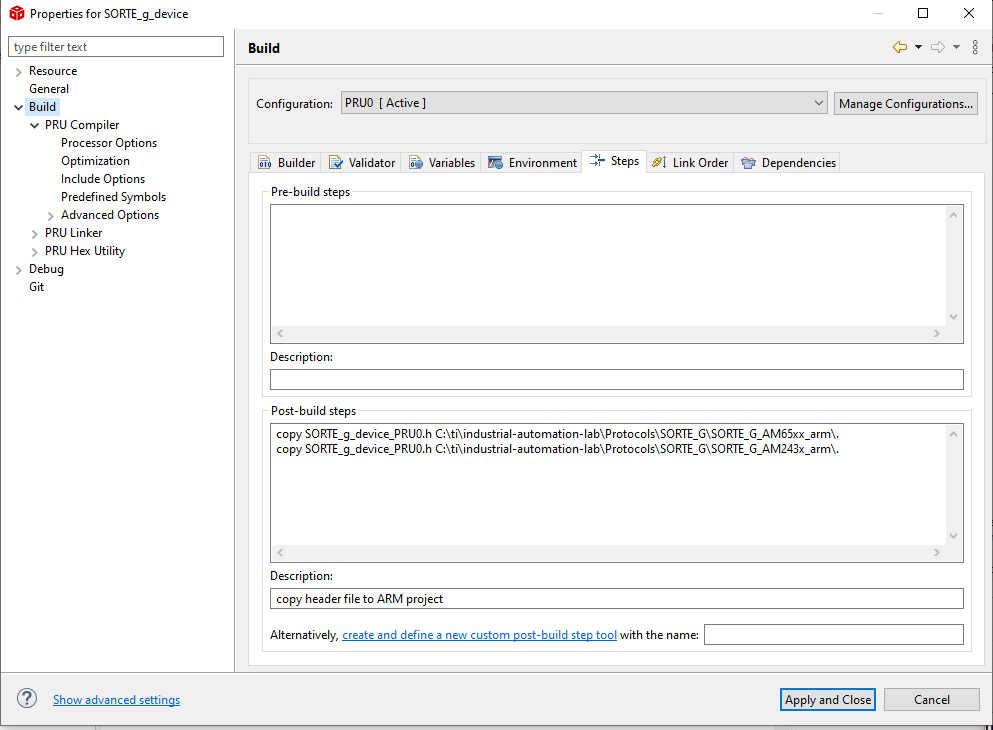 Properties for SORTE_g_device
type filter text
Resource
General
Build
PRU Compiler
Processor Options
Optimization
Include Options
Predefined Symbols
Advanced Options
PRU Linker
PRU Hex Utility
Debug
Git
Build
Configuration: PRU0 [ Active ] Manage Configurations...
Builder Validator Variables Environment Steps Link Order Dependencies
Pre-build steps
Description:
Post-build steps
copy SORTE_g_device_PRU0.h C:\ti\industrial-automation-lab\Protocols\SORTE_G\SORTE_G_AM65xx_arm\.
copy SORTE_g_device_PRU0.h C:\ti\industrial-automation-lab\Protocols\SORTE_G\SORTE_G_AM243x_arm\.
Description:
copy header file to ARM project
Alternatively, create and define a new custom post-build step tool with the name:
Show advanced settings
Apply and Close Cancel